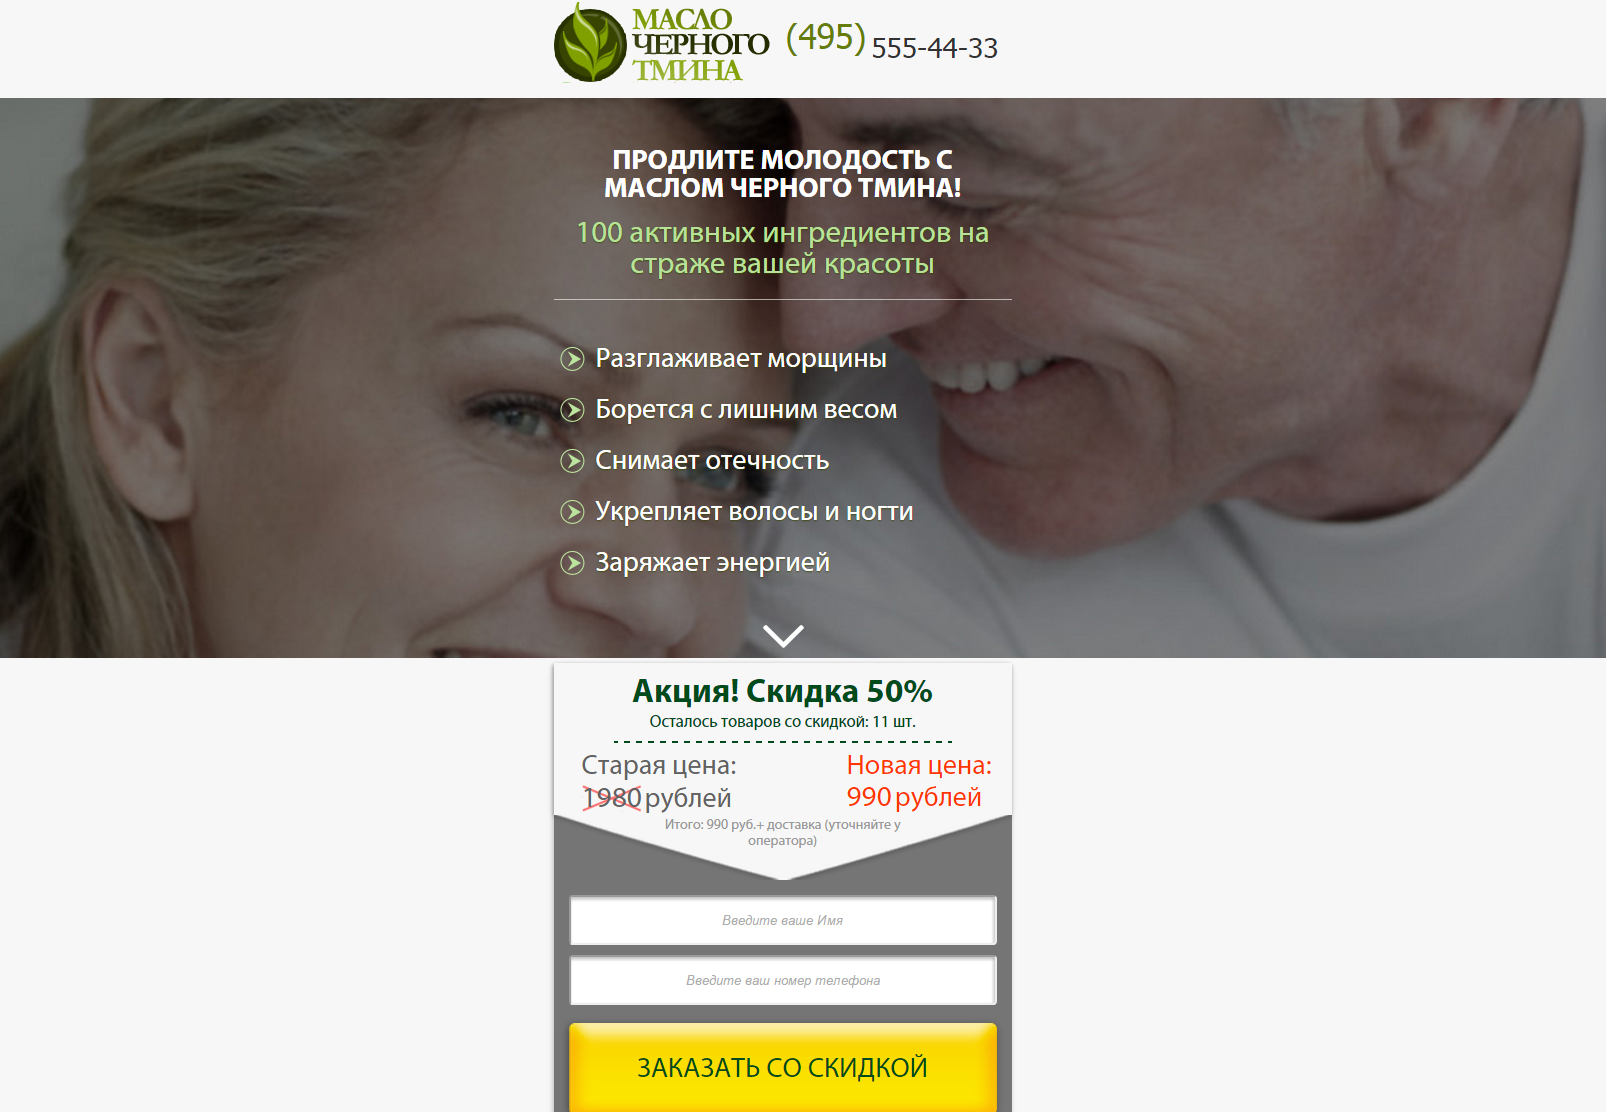 МАСЛО
ЧЕРНОГО
ТМИНА
(495) 555-44-33
ПРОДЛИТЕ МОЛОДОСТЬ С
МАСЛОМ ЧЕРНОГО ТМИНА!
100 активных ингредиентов на
страже вашей красоты
Разглаживает морщины
Борется с лишним весом
Снимает отечность
Укрепляет волосы и ногти
Заряжает энергией
Акция! Скидка 50%
Осталось товаров со скидкой: 11 шт.
Старая цена:
1980 рублей
Новая цена:
990 рублей
Итого: 990 руб.+ доставка (уточняйте у
оператора)
Введите ваше Имя
Введите ваш номер телефона
ЗАКАЗАТЬ СО СКИДКОЙ